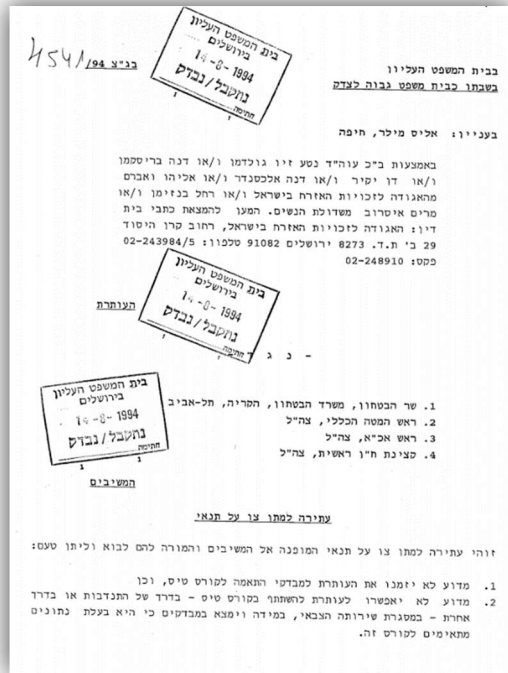 4541/94 בג"צ
בית המשפט העליון
בירושלים
14-8-1994
נתקבל/נבדק
חתימה
בבית המשפט העליון
בשבתו כבית משפט גבוה לצדק
בעניין: אליס מילר, חיפה
באמצעות ב"כ עוה"ד נטע זיו גולדמן ו/או דנה בריסקמן
ו/או דן יקיר ו/או דנה אלכסנדר ו/או אליהו ואברם
מהאגודה לזכויות האזרח בישראל ו/או רחל בנזימן ו/או
מרים איסרוב משדולת הנשים. המען להמצאת כתבי בית
דין: האגודה לזכויות האזרח בישראל, רחוב קרן היסוד
29 ב' ת.ד. 8273 ירושלים 91082 טלפון: 02-243984/5
פקס: 02-248910
העותרת
בית המשפט העליון
בירושלים
14-8-1994
נתקבל/נבדק
חתימה
- נ ג ד
1. שר הבטחון, משרד הבטחוון, הקריה, תל-אביב
2. ראש המטה הכללי, צה"ל
3. ראש אכ"א, צה"ל
4. קצינת ח"ן ראשית, צה"ל
בית המשפט העליון
בירושלים
14-8-1994
נתקבל/נבדק
חתימה
המשיבים
עתירה למתן צו על תנאי
זוהי עתירה למתן צו על תנאי המופנה אל המשיבים והמורה להם לבוא וליתן טעם:
1. מדוע לא יזמנו את העותרת למבדקי התאמה לקורס טיס, וכן
2. מדוע לא יאפשרו לעותרת להשתתף בקורס טיס - בדרך של התנדבות או בדרך
אחרת - במסגרת שירותה הצבאי, במידה וימצא במבדקים כי היא בעלת נתונים
מתאימים לקורס זה.